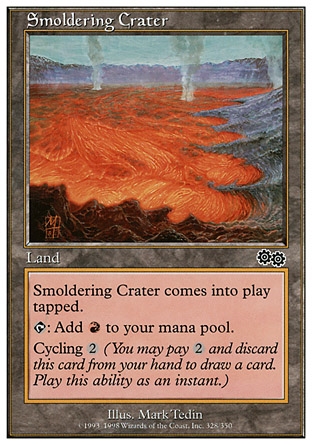 Smoldering Crater
Land
Smoldering Crater comes into play
tapped.
: Add to your mana pool.
Cycling 2 (You may pay 2 and discard
this card from your hand to draw a card.
Play this ability as an instant.)
Illus. Mark Tedin
©1993-1998 Wizards of the Coast, Inc. 328/350